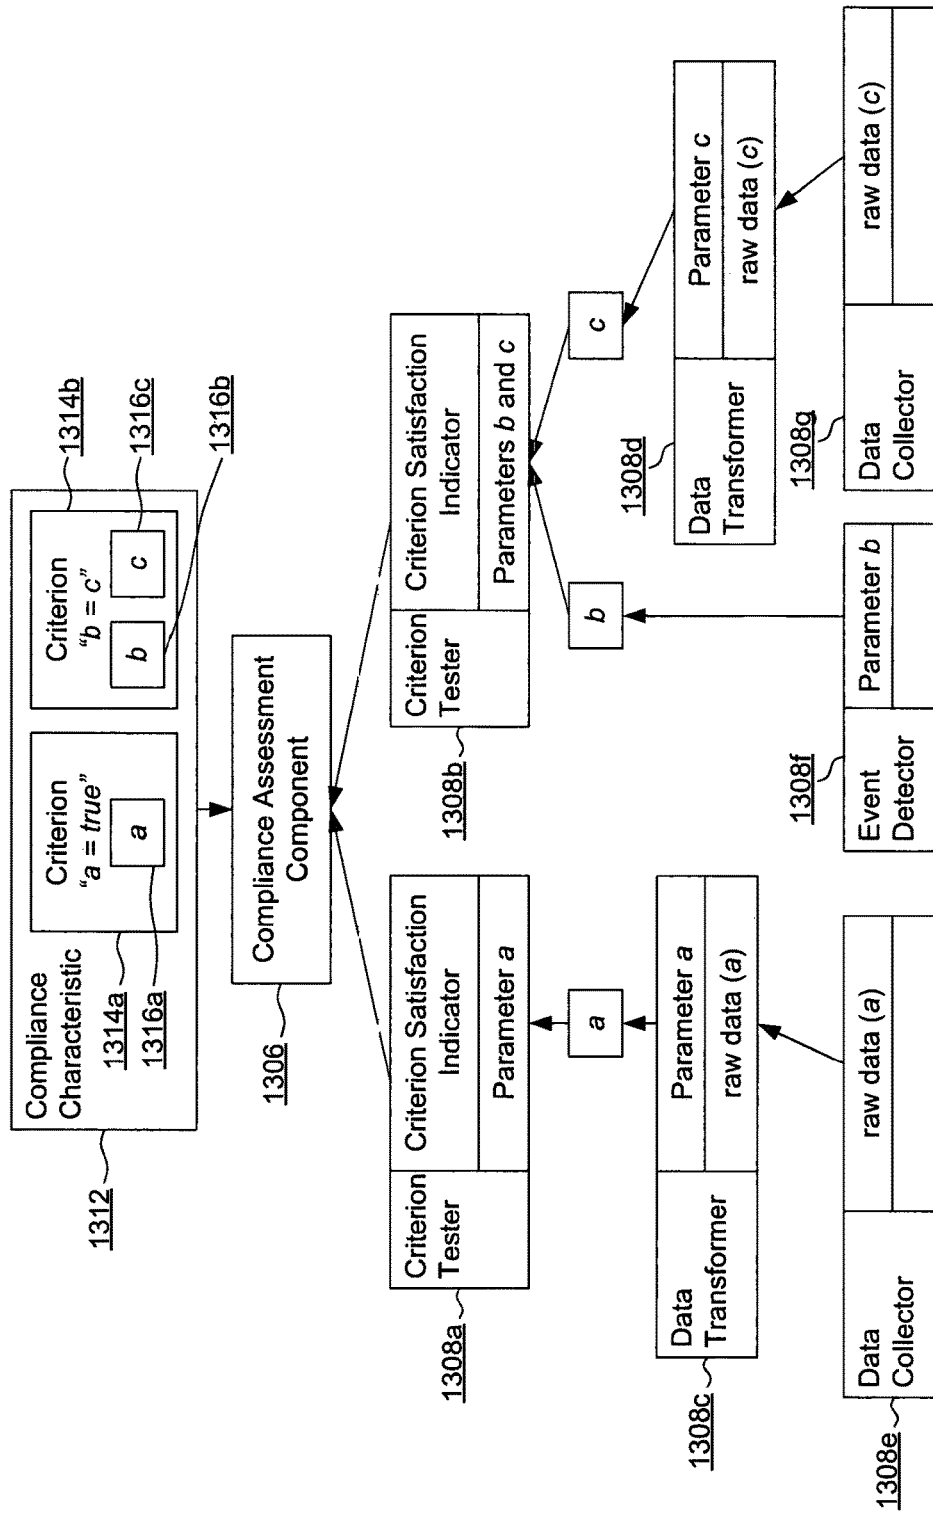 Compliance
Characteristic
1312
Criterion
"a = true"
a
1314a
1316a
Criterion
"b = c"
b
c
1314b
1316c
1316b
Compliance Assessment
Component
1306
Criterion
Tester
Criterion Satisfaction
Indicator
Parameter a
1308a
Criterion
Tester
Criterion Satisfaction
Indicator
Parameters b and c
1308b
a
b
c
Data
Transformer
Parameter a
raw data (a)
1308c
Data
Transformer
Parameter c
raw data (c)
1308d
Data
Collector
raw data (a)
1308e
Event
Detector
Parameter b
1308f
Data
Collector
raw data (c)
1308g